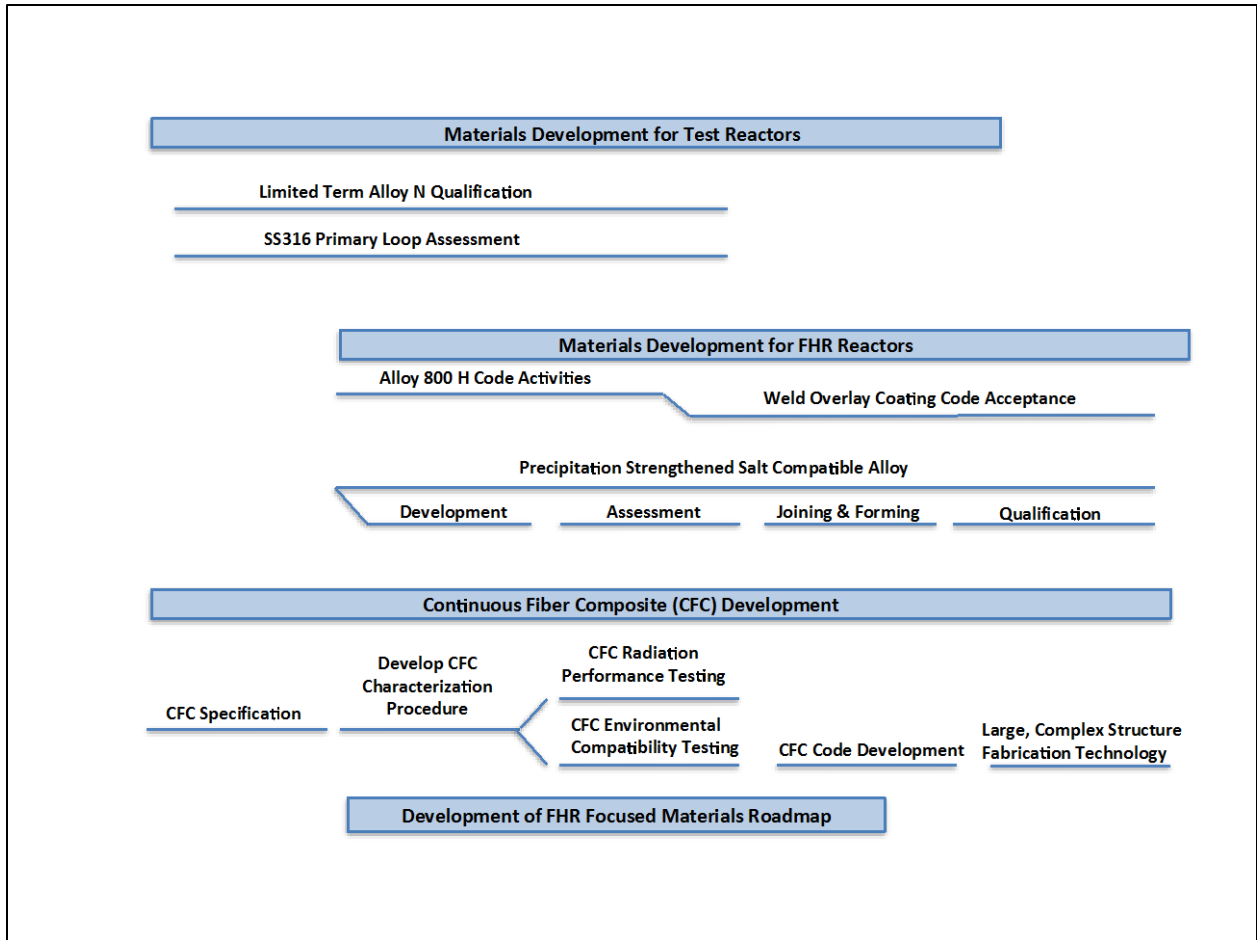 Materials Development for Test Reactors
Limited Term Alloy N Qualification
SS316 Primary Loop Assessment
Materials Development for FHR Reactors
Alloy 800 H Code Activities
Weld Overlay Coating Code Acceptance
Precipitation Strengthened Salt Compatible Alloy
Development
Assessment
Joining & Forming
Qualification
Continuous Fiber Composite (CFC) Development
CFC Specification
Develop CFC
Characterization
Procedure
CFC Radiation
Performance Testing
CFC Environmental
Compatibility Testing
CFC Code Development
Large, Complex Structure
Fabrication Technology
Development of FHR Focused Materials Roadmap